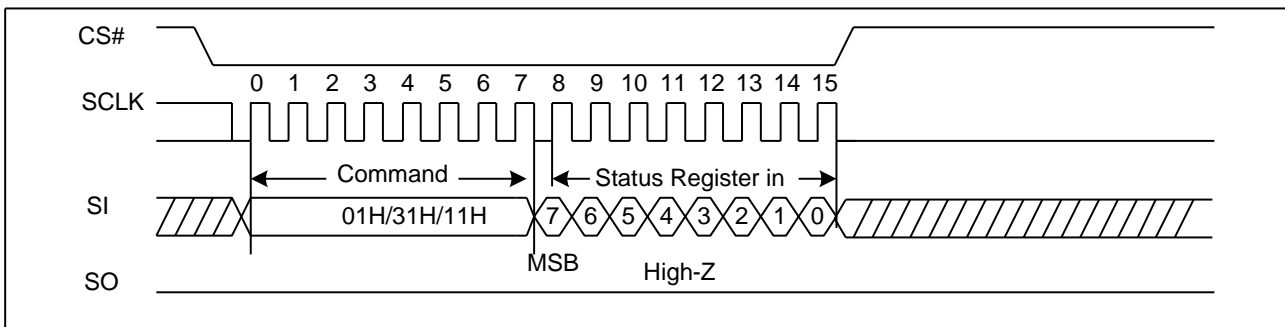 CS#
0 1 2 3 4 5 6 7 8 9 10 11 12 13 14 15
SCLK
Command Status Register in
SI 01H/31H/11H 7 6 5 4 3 2 1 0
MSB High-Z
SO